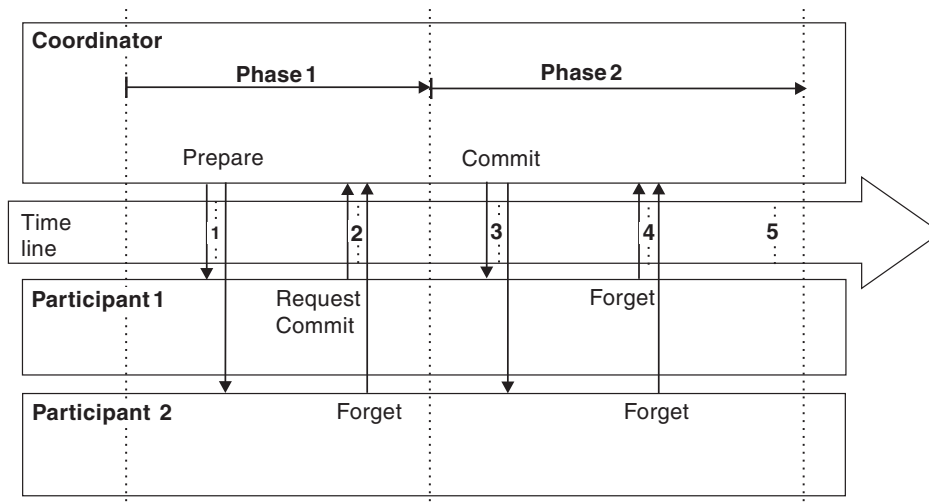 Coordinator
Phase 1
Phase 2
Prepare
Commit
Time
line
1
2
3
4
5
Participant 1
Request
Commit
Forget
Participant 2
Forget
Forget